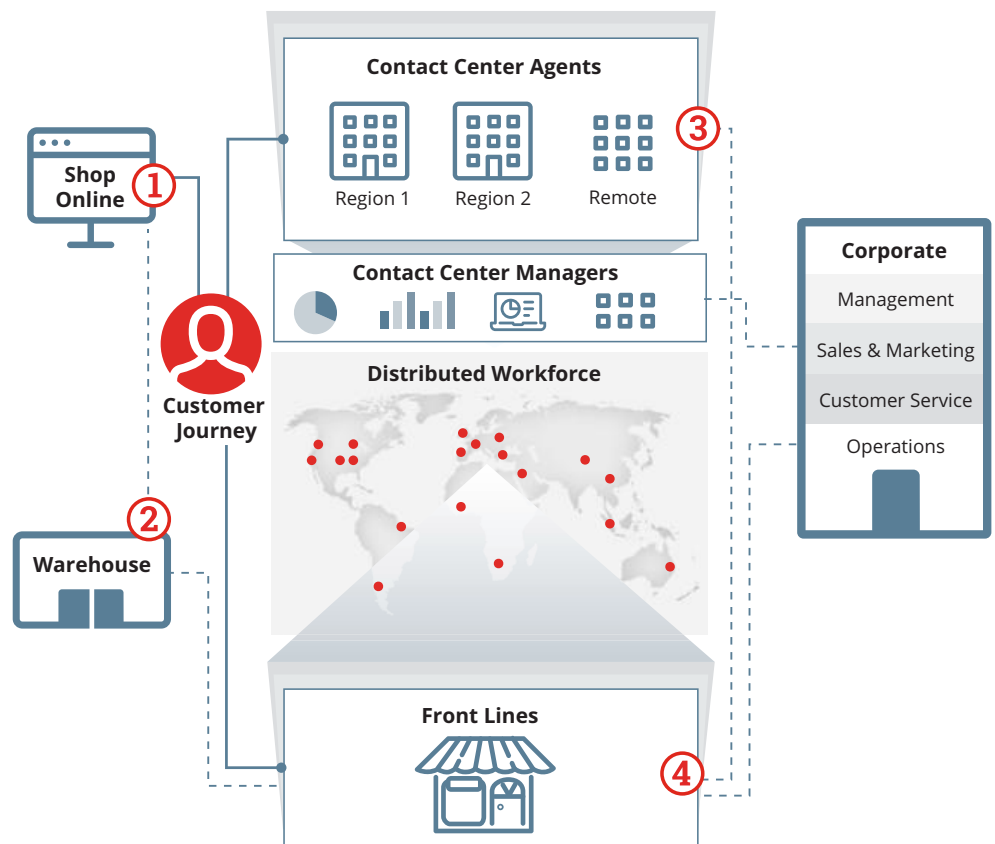 Contact Center Agents
Region 1
Region 2
Remote
3
Shop
Online
1
Contact Center Managers
Customer
Journey
Distributed Workforce
Corporate
Management
Sales & Marketing
Customer Service
Operations
2
Warehouse
Front Lines
4